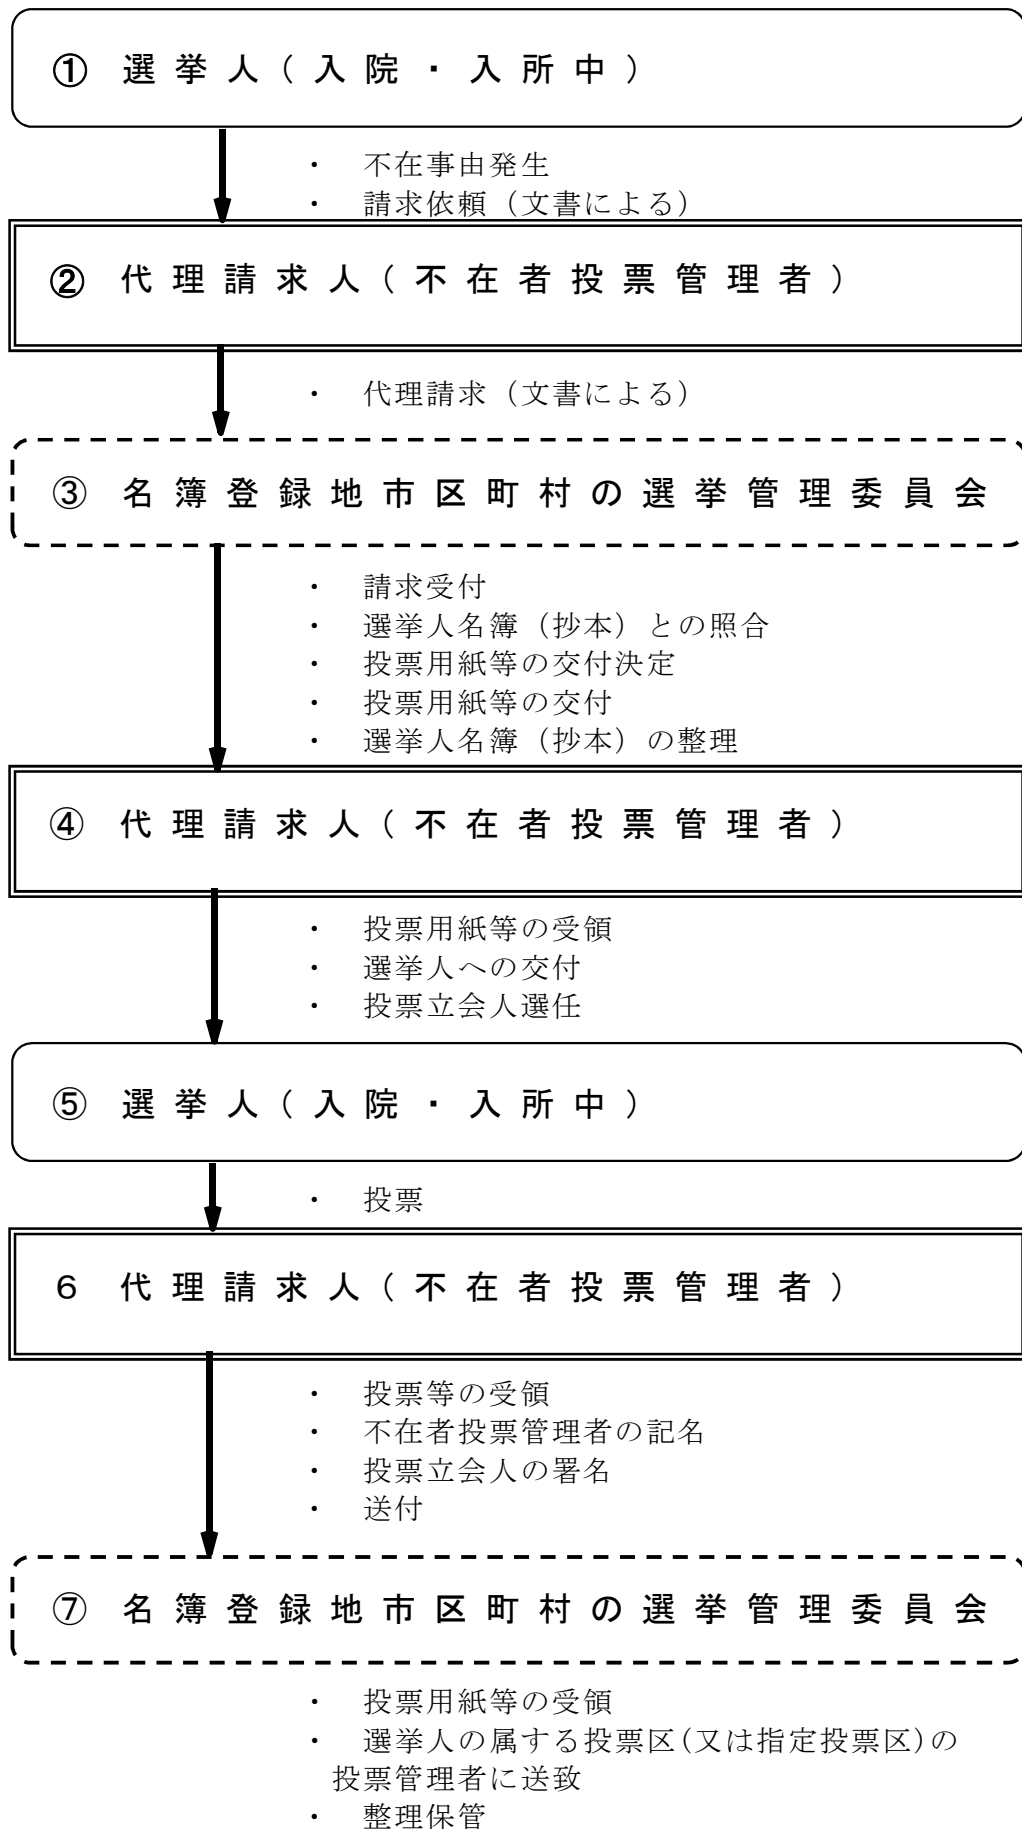 ① 選挙人(入院・入所中)
・ 不在事由発生
・ 請求依頼(文書による)
② 代理請求人(不在者投票管理者)
・ 代理請求(文書による)
③ 名簿登録地市区町村の選挙管理委員会
・ 請求受付
・ 選挙人名簿(抄本)との照合
・ 投票用紙等の交付決定
・ 投票用紙等の交付
・ 選挙人名簿(抄本)の整理
④ 代理請求人(不在者投票管理者)
・ 投票用紙等の受領
・ 選挙人への交付
・ 投票立会人選任
⑤ 選挙人(入院・入所中)
・ 投票
6 代理請求人(不在者投票管理者)
・ 投票等の受領
・ 不在者投票管理者の記名
・ 投票立会人の署名
・ 送付
⑦ 名簿登録地市区町村の選挙管理委員会
・ 投票用紙等の受領
・ 選挙人の属する投票区(又は指定投票区)の
投票管理者に送致
・ 整理保管